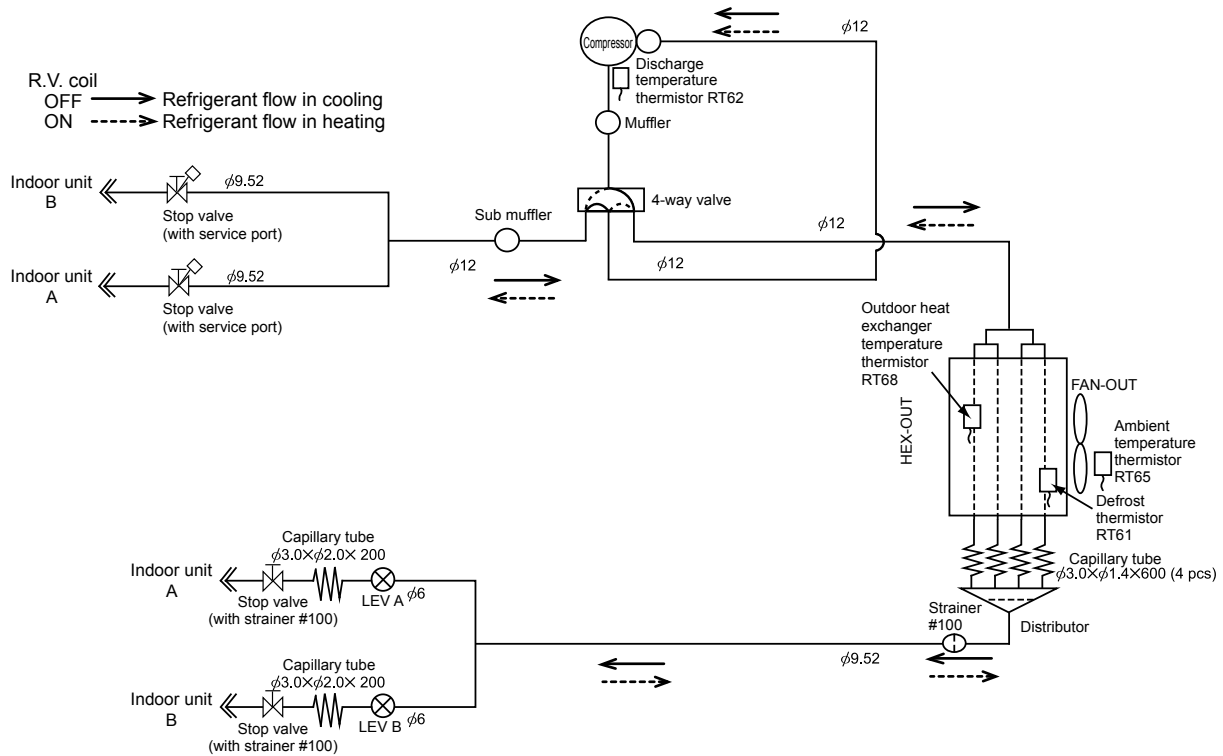 Compressor
φ12
Discharge
temperature
thermistor RT62
R.V. coil
OFF Refrigerant flow in cooling
ON Refrigerant flow in heating
Muffler
Indoor unit
B
φ9.52
Stop valve
(with service port)
4-way valve
Sub muffler
φ12
φ12
φ12
Indoor unit
A
φ9.52
Stop valve
(with service port)
Outdoor heat
exchanger
temperature
thermistor
RT68
HEX-OUT
FAN-OUT
Ambient
temperature
thermistor
RT65
Defrost
thermistor
RT61
Capillary tube
φ3.0×φ1.4×600 (4 pcs)
Distributor
Strainer
#100
φ9.52
Capillary tube
φ3.0×φ2.0× 200
Indoor unit
A
LEV A
φ6
Stop valve
(with strainer #100)
Capillary tube
φ3.0×φ2.0× 200
Indoor unit
B
LEV B
φ6
Stop valve
(with strainer #100)